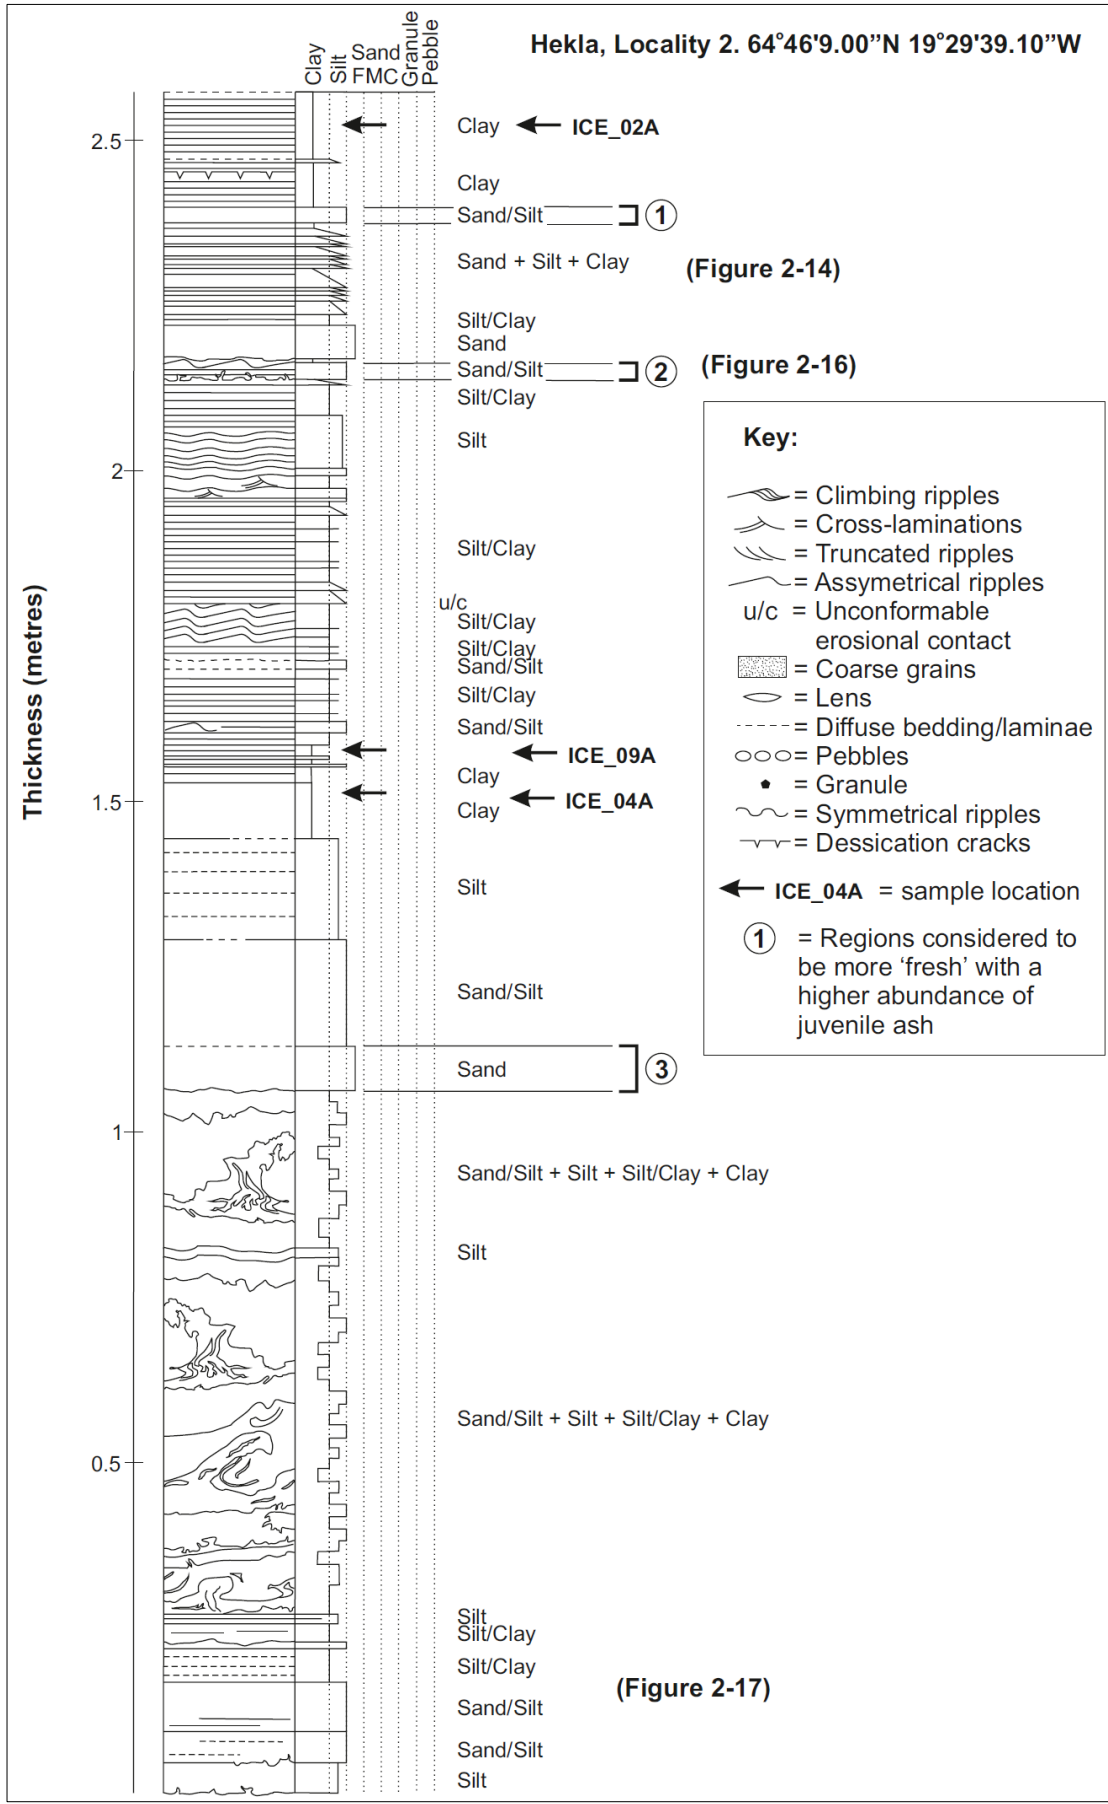 Hekla, Locality 2. 64°46'9.00”N 19°29'39.10”W
Clay
Silt
Sand
FMC
Granule
Pebble
Thickness (metres)
2.5
2
1.5
1
0.5
Clay
ICE_02A
Clay
Sand/Silt
1
Sand + Silt + Clay
(Figure 2-14)
Silt/Clay
Sand
Sand/Silt
2
(Figure 2-16)
Silt/Clay
Silt
Silt/Clay
u/c
Silt/Clay
Silt/Clay
Sand/Silt
Silt/Clay
Sand/Silt
ICE_09A
Clay
ICE_04A
Clay
Silt
Sand/Silt
Sand
3
Sand/Silt + Silt + Silt/Clay + Clay
Silt
Sand/Silt + Silt + Silt/Clay + Clay
Silt
Silt/Clay
Silt/Clay
(Figure 2-17)
Sand/Silt
Sand/Silt
Silt
Key:
= Climbing ripples
= Cross-laminations
= Truncated ripples
= Assymetrical ripples
u/c = Unconformable
erosional contact
= Coarse grains
= Lens
= Diffuse bedding/laminae
= Pebbles
= Granule
= Symmetrical ripples
= Dessication cracks
ICE_04A = sample location
1 = Regions considered to
be more ‘fresh’ with a
higher abundance of
juvenile ash